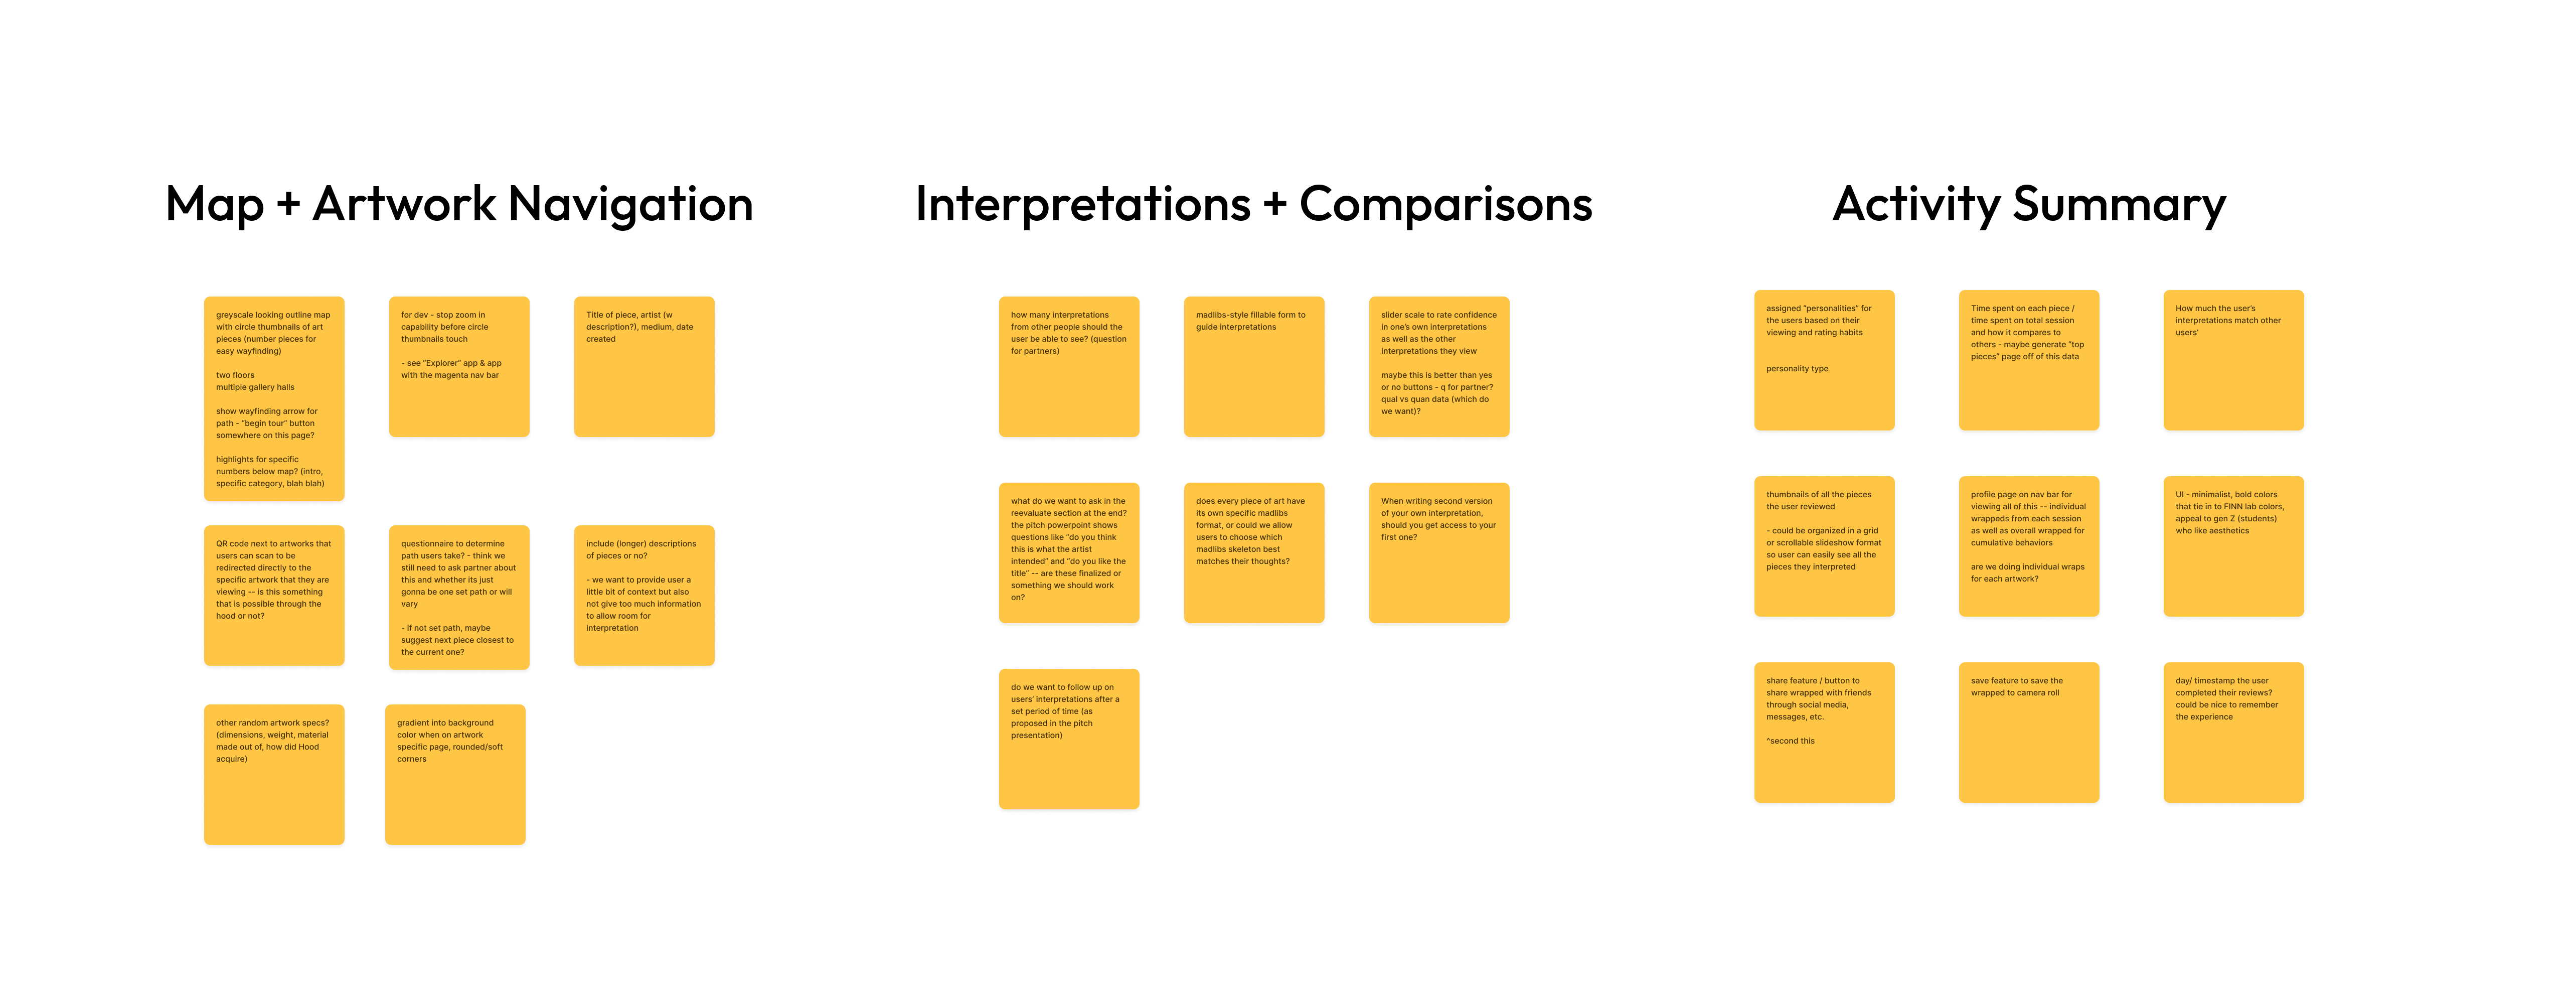 Map + Artwork Navigation
greyscale looking outline map
with circle thumbnails of art
pieces (number pieces for
easy wayfinding)
two floors
multiple gallery halls
show wayfinding arrow for
path - "begin tour" button
somewhere on this page?
highlights for specific
numbers below map? (intro,
specific category, blah blah)
for dev - stop zoom in
capability before circle
thumbnails touch
- see "Explorer" app & app
with the magenta nav bar
Title of piece, artist (w
description?), medium, date
created
QR code next to artworks that
users can scan to be
redirected directly to the
specific artwork that they are
viewing -- is this something
that is possible through the
hood or not?
questionnaire to determine
path users take? - think we
still need to ask partner about
this and whether its just
gonna be one set path or will
vary
- if not set path, maybe
suggest next piece closest to
the current one?
include (longer) descriptions
of pieces or no?
- we want to provide user a
little bit of context but also
not give too much information
to allow room for
interpretation
other random artwork specs?
(dimensions, weight, material
made out of, how did Hood
acquire)
gradient into background
color when on artwork
specific page, rounded/soft
corners
Interpretations + Comparisons
how many interpretations
from other people should the
user be able to see? (question
for partners)
madlibs-style fillable form to
guide interpretations
slider scale to rate confidence
in one's own interpretations
as well as the other
interpretations they view
maybe this is better than yes
or no buttons - q for partner?
qual vs quan data (which do
we want)?
what do we want to ask in the
reevaluate section at the end?
the pitch powerpoint shows
questions like "do you think
this is what the artist
intended" and "do you like the
title" -- are these finalized or
something we should work
on?
does every piece of art have
its own specific madlibs
format, or could we allow
users to choose which
madlibs skeleton best
matches their thoughts?
When writing second version
of your own interpretation,
should you get access to your
first one?
do we want to follow up on
users' interpretations after a
set period of time (as
proposed in the pitch
presentation)
Activity Summary
assigned "personalities" for
the users based on their
viewing and rating habits
personality type
Time spent on each piece /
time spent on total session
and how it compares to
others - maybe generate "top
pieces" page off of this data
How much the user's
interpretations match other
users'
thumbnails of all the pieces
the user reviewed
- could be organized in a grid
or scrollable slideshow format
so user can easily see all the
pieces they interpreted
profile page on nav bar for
viewing all of this -- individual
wrappeds from each session
as well as overall wrapped for
cumulative behaviors
are we doing individual wraps
for each artwork?
UI - minimalist, bold colors
that tie in to FINN lab colors,
appeal to gen Z (students)
who like aesthetics
share feature / button to
share wrapped with friends
through social media,
messages, etc.
^second this
save feature to save the
wrapped to camera roll
day/ timestamp the user
completed their reviews?
could be nice to remember
the experience